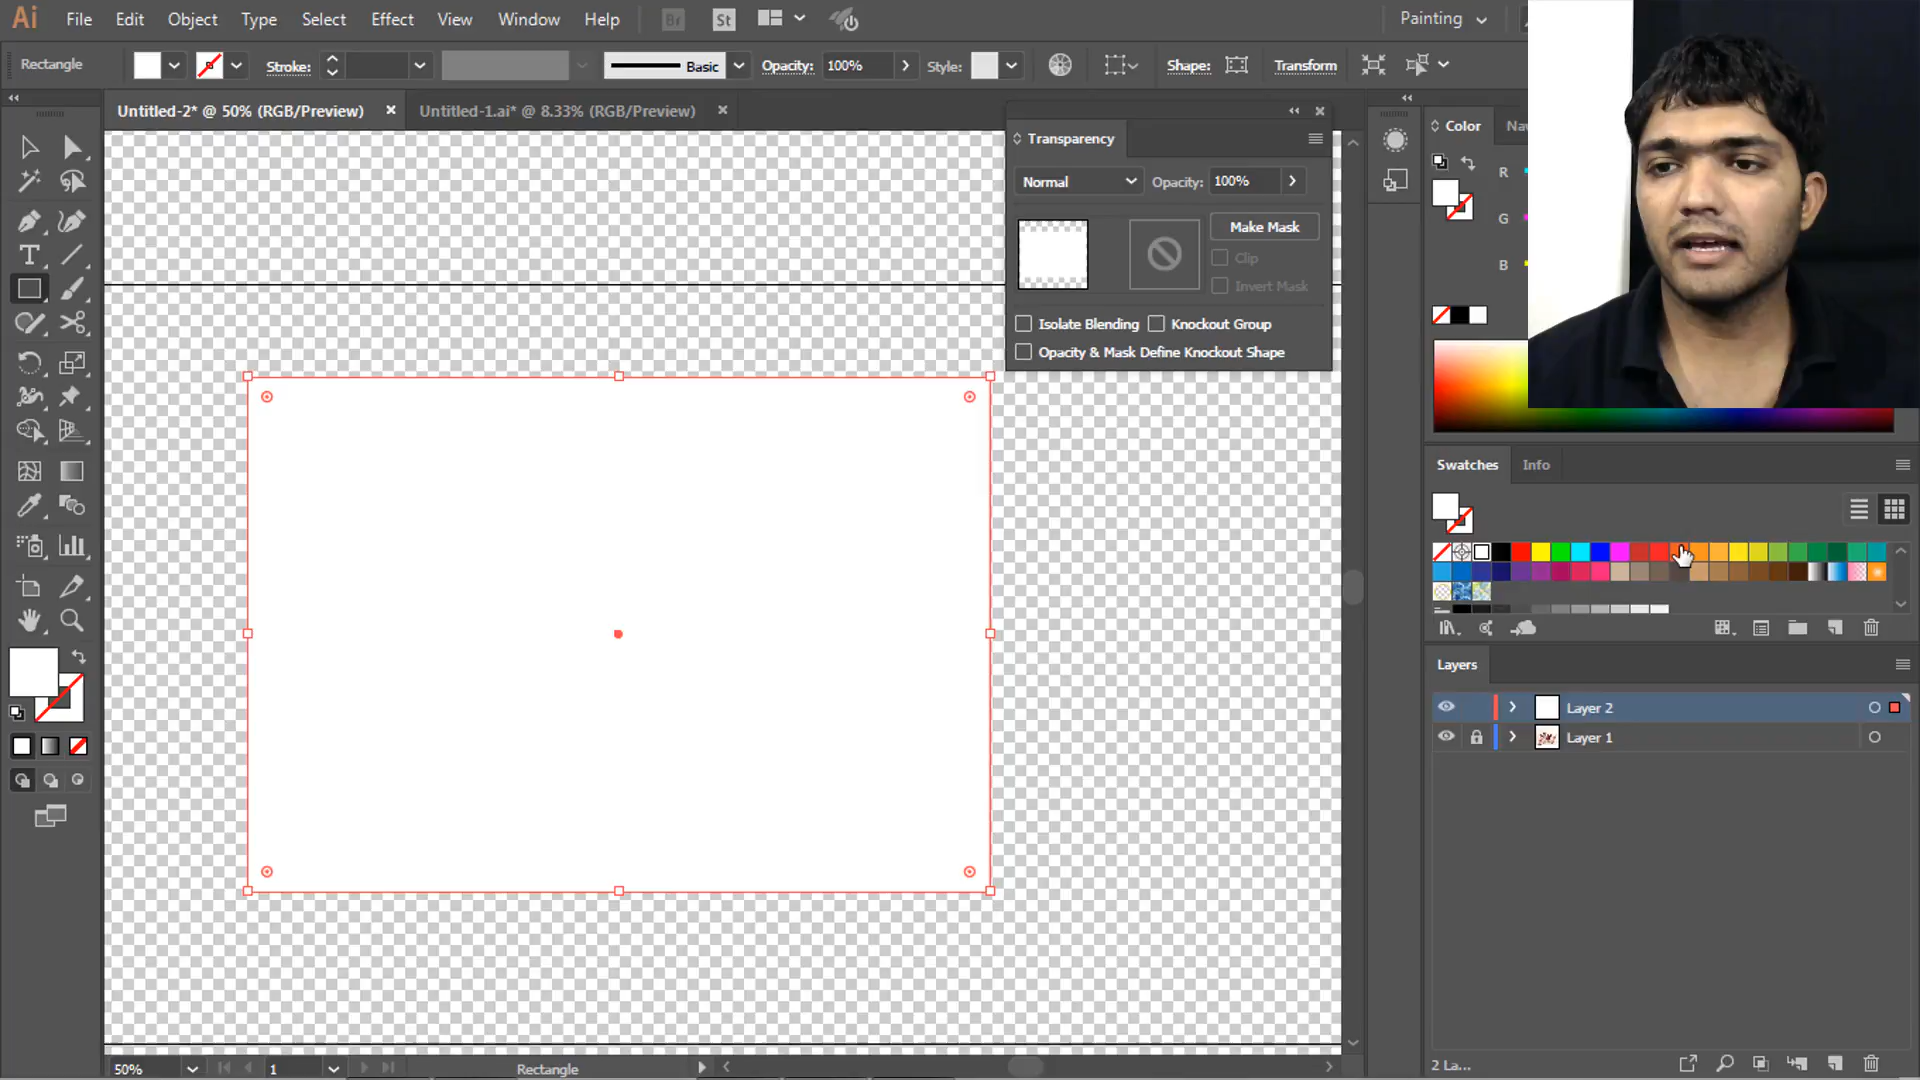 Ai File Edit Object Type Select Effect View Window Help Br St Painting
Rectangle Stroke: Basic Opacity: 100% Style: Shape: Transform
Untitled-2* @ 50% (RGB/Preview) Untitled-1.ai* @ 8.33% (RGB/Preview)
Transparency
Normal Opacity: 100%
Make Mask
Clip
Invert Mask
Isolate Blending Knockout Group
Opacity & Mask Define Knockout Shape
Color
R
G
B
Swatches Info
Layers
Layer 2
Layer 1
2 La...
50% 1 Rectangle